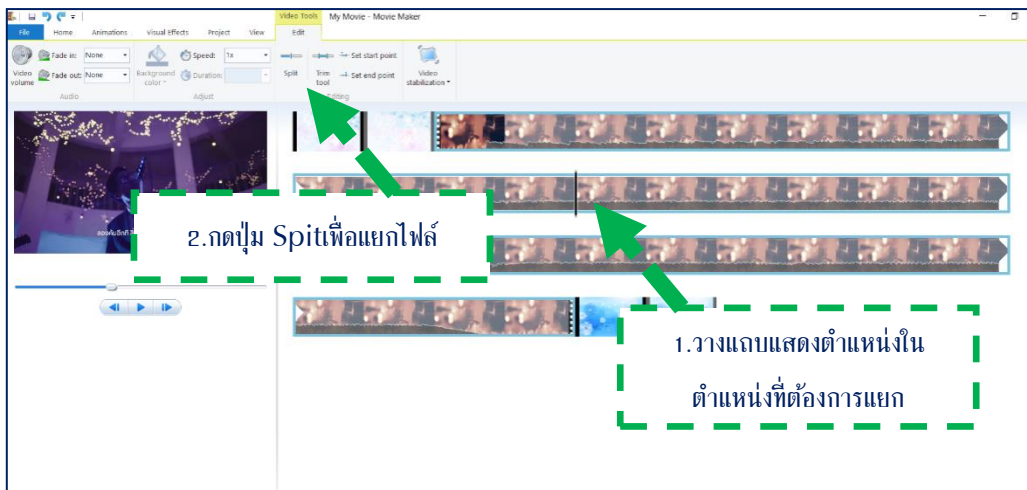 Video Tools My Movie - Movie Maker
File Home Animations Visual Effects Project View Edit
Fade in: None Speed: 1x Set start point
Video volume Fade out: None Background color Duration: Split Trim tool Set end point Video stabilization
Audio Adjust Editing
2.กดปุ่ม Spitเพื่อแยกไฟล์
1.วางแถบแสดงตำแหน่งใน
ตำแหน่งที่ต้องการแยก